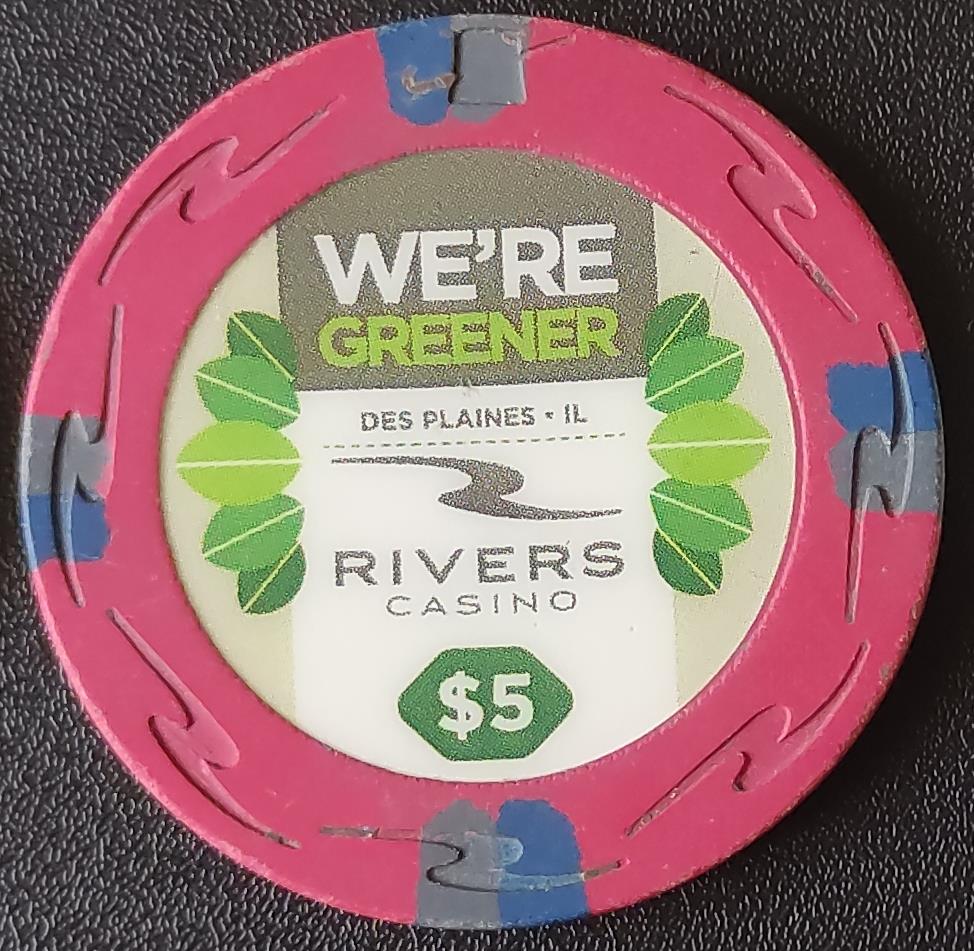 WE'RE
GREENER
DES PLAINES • IL
RIVERS
CASINO
$5